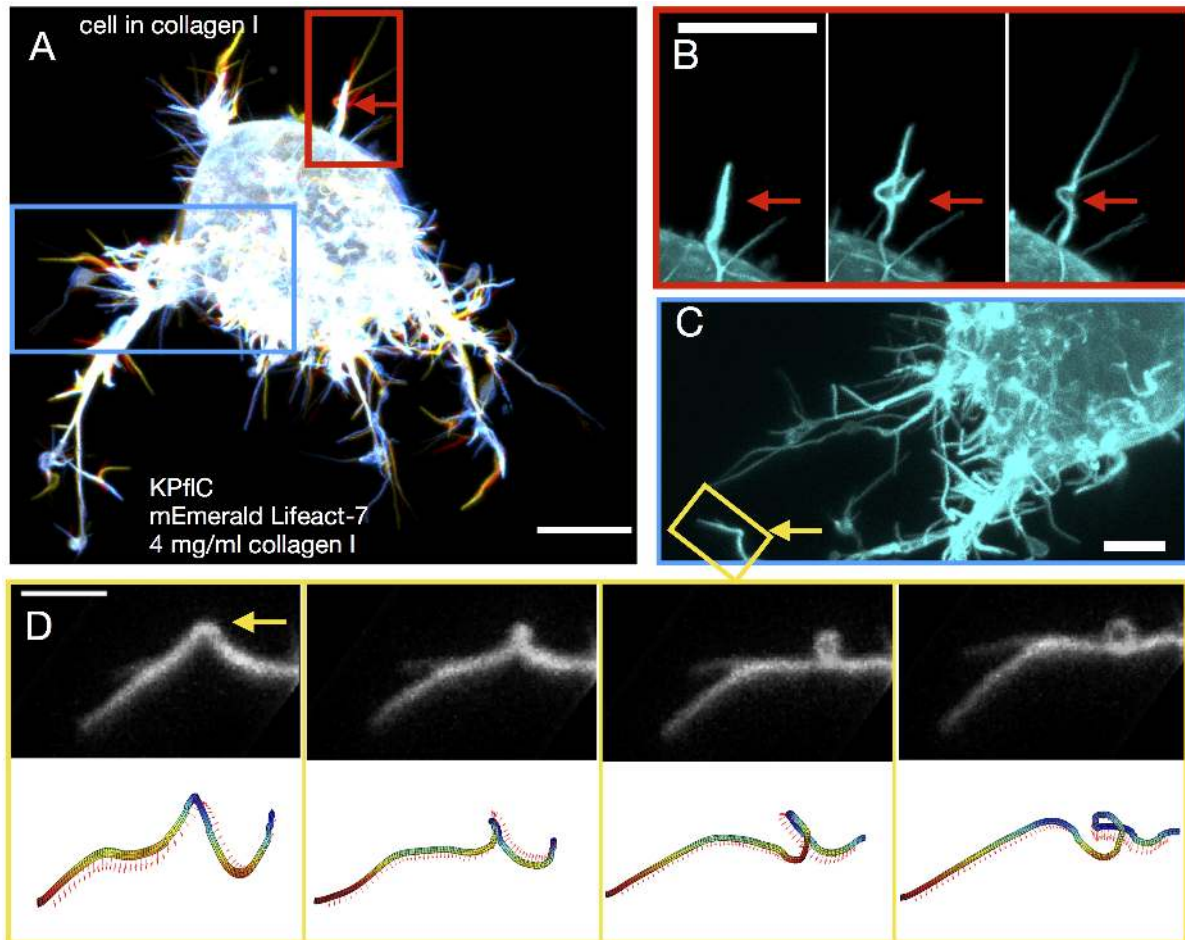 A
cell in collagen I
KPflC
mEmerald Lifeact-7
4 mg/ml collagen I
B
C
D